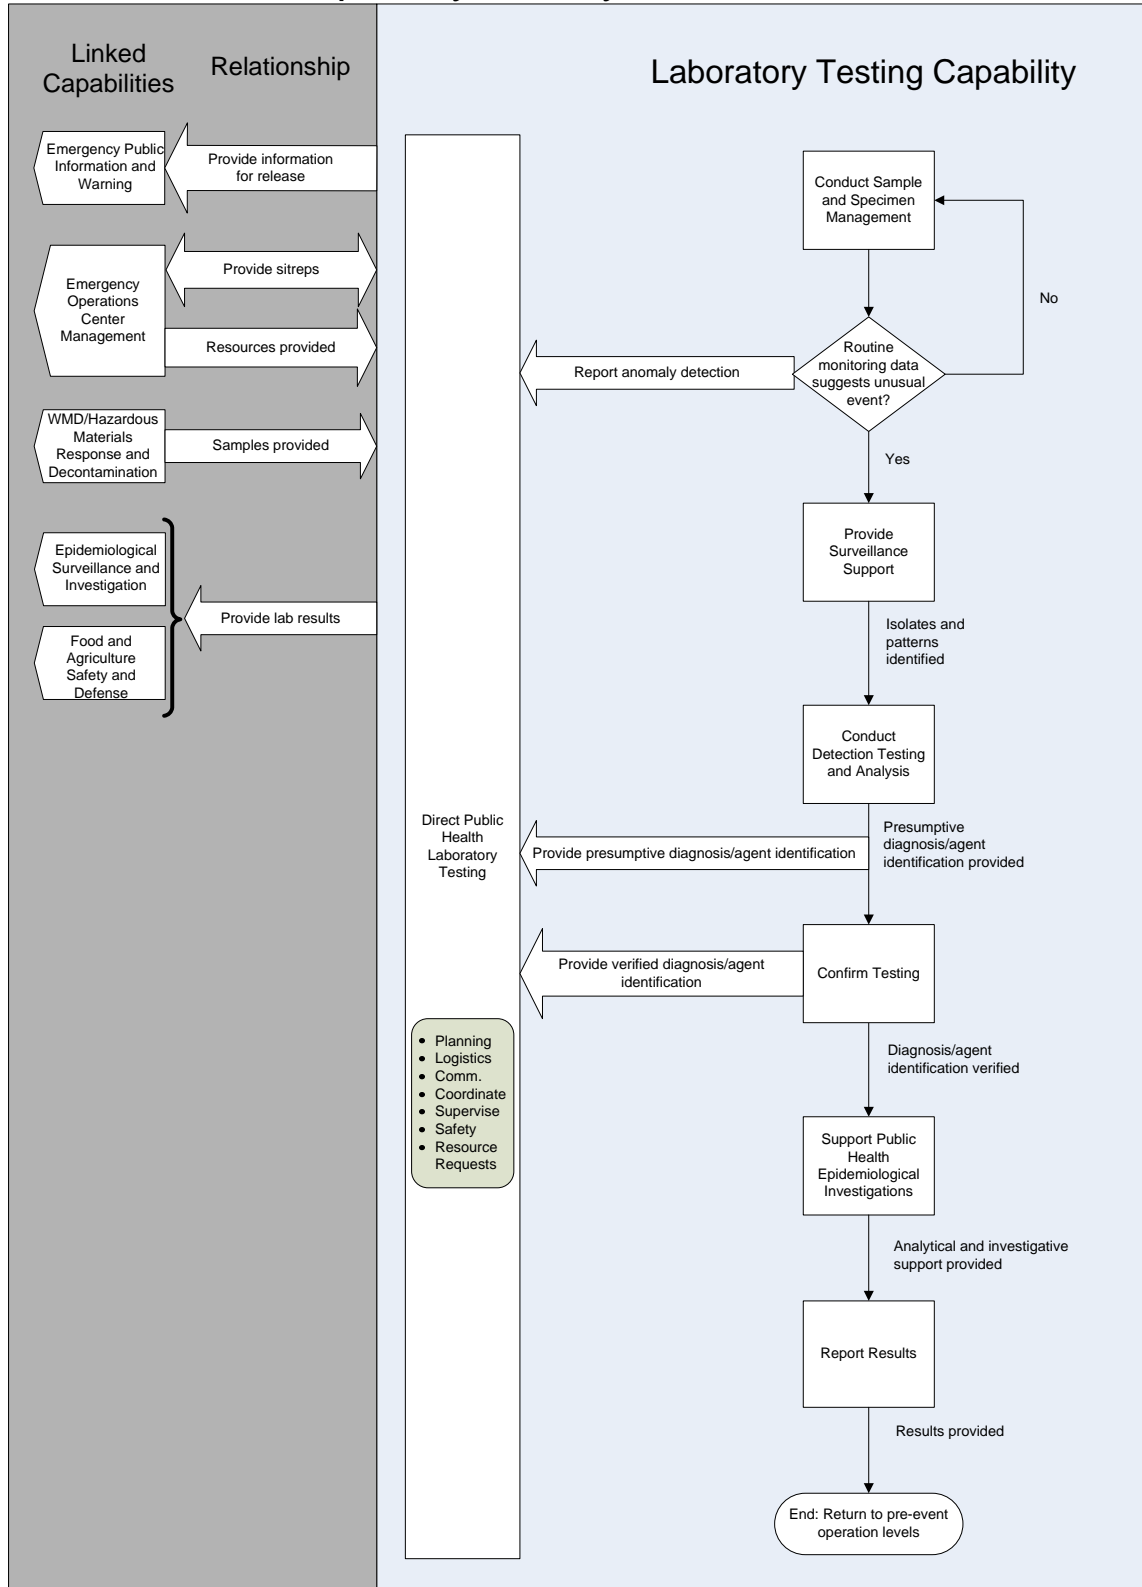 Linked
Capabilities
Relationship
Laboratory Testing Capability
Emergency Public
Information and
Warning
Provide information
for release
Emergency
Operations
Center
Management
Provide sitreps
Resources provided
WMD/Hazardous
Materials
Response and
Decontamination
Samples provided
Epidemiological
Surveillance and
Investigation
Food and
Agriculture
Safety and
Defense
Provide lab results
Direct Public
Health
Laboratory
Testing
• Planning
• Logistics
• Comm.
• Coordinate
• Supervise
• Safety
• Resource
Requests
Conduct Sample
and Specimen
Management
No
Routine
monitoring data
suggests unusual
event?
Report anomaly detection
Yes
Provide
Surveillance
Support
Isolates and
patterns
identified
Conduct
Detection Testing
and Analysis
Presumptive
diagnosis/agent
identification provided
Provide presumptive diagnosis/agent identification
Confirm Testing
Provide verified diagnosis/agent
identification
Diagnosis/agent
identification verified
Support Public
Health
Epidemiological
Investigations
Analytical and investigative
support provided
Report Results
Results provided
End: Return to pre-event
operation levels